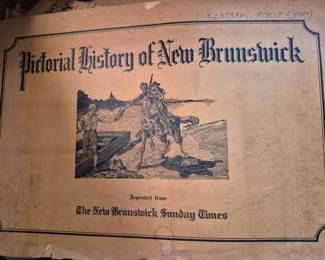 Pictorial History of New Brunswick
Reprinted from
The New Brunswick Sunday Times